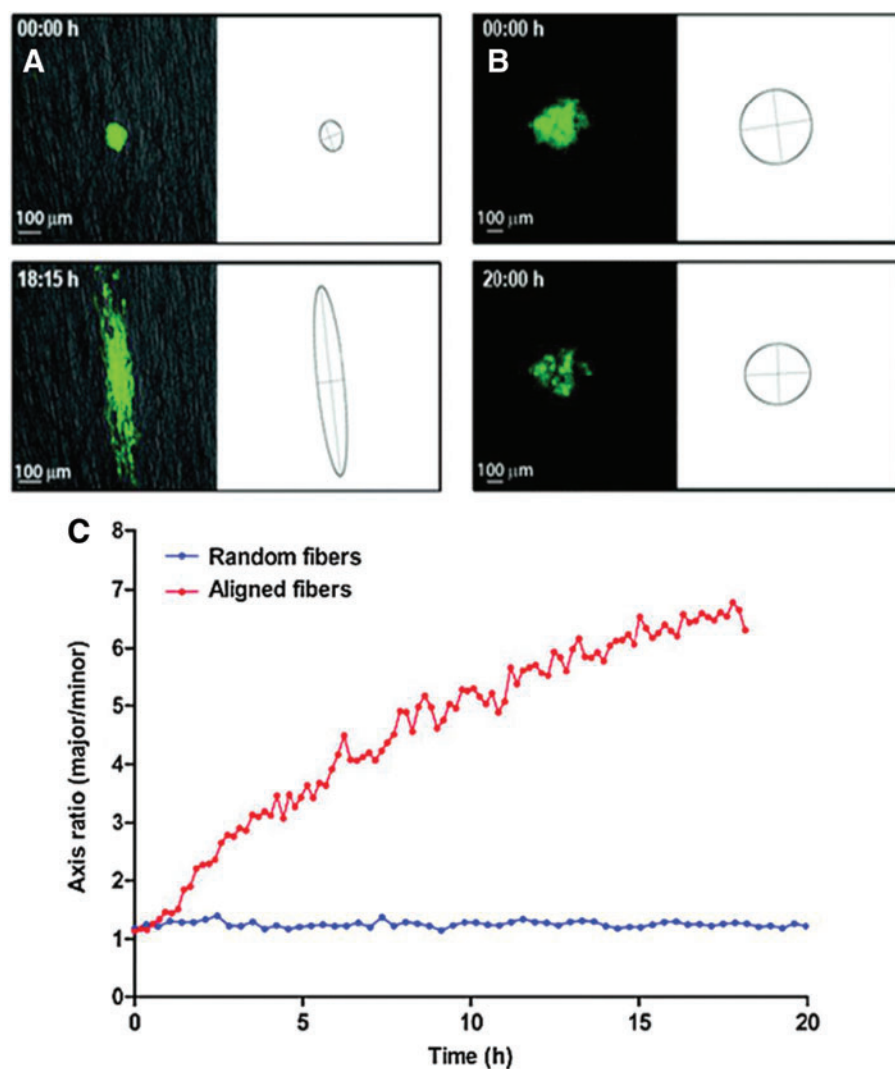 00:00 h
A
100 μm
00:00 h
B
100 μm
18:15 h
100 μm
20:00 h
100 μm
C
Random fibers
Aligned fibers
8
7
6
5
4
3
2
1
0
Axis ratio (major/minor)
0 5 10 15 20
Time (h)